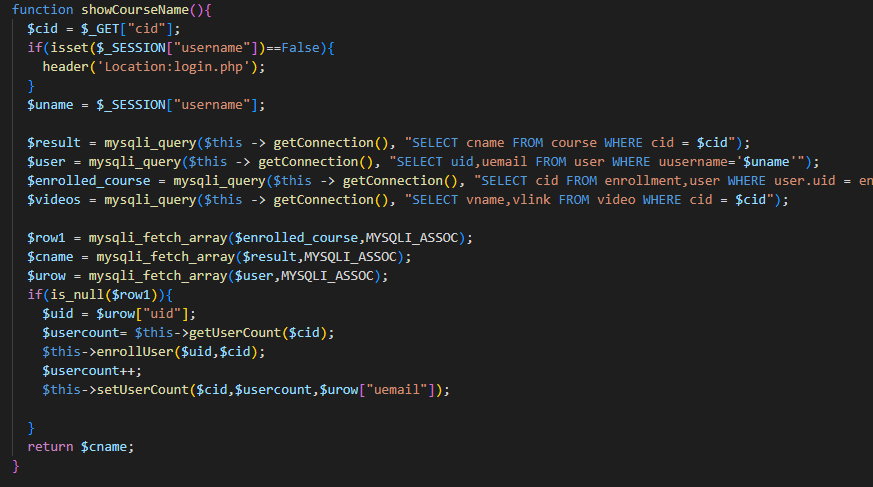 function showCourseName(){
$cid = $_GET["cid"];
if(isset($_SESSION["username"])==False){
header('Location:login.php');
}
$uname = $_SESSION["username"];
$result = mysqli_query($this -> getConnection(), "SELECT cname FROM course WHERE cid = $cid");
$user = mysqli_query($this -> getConnection(), "SELECT uid,uemail FROM user WHERE uusername='$uname'");
$enrolled_course = mysqli_query($this -> getConnection(), "SELECT cid FROM enrollment,user WHERE user.uid = en
$videos = mysqli_query($this -> getConnection(), "SELECT vname,vlink FROM video WHERE cid = $cid");
$row1 = mysqli_fetch_array($enrolled_course,MYSQLI_ASSOC);
$cname = mysqli_fetch_array($result,MYSQLI_ASSOC);
$urow = mysqli_fetch_array($user,MYSQLI_ASSOC);
if(is_null($row1)){
$uid = $urow["uid"];
$usercount= $this->getUserCount($cid);
$this->enrollUser($uid,$cid);
$usercount++;
$this->setUserCount($cid,$usercount,$urow["uemail"]);
}
return $cname;
}